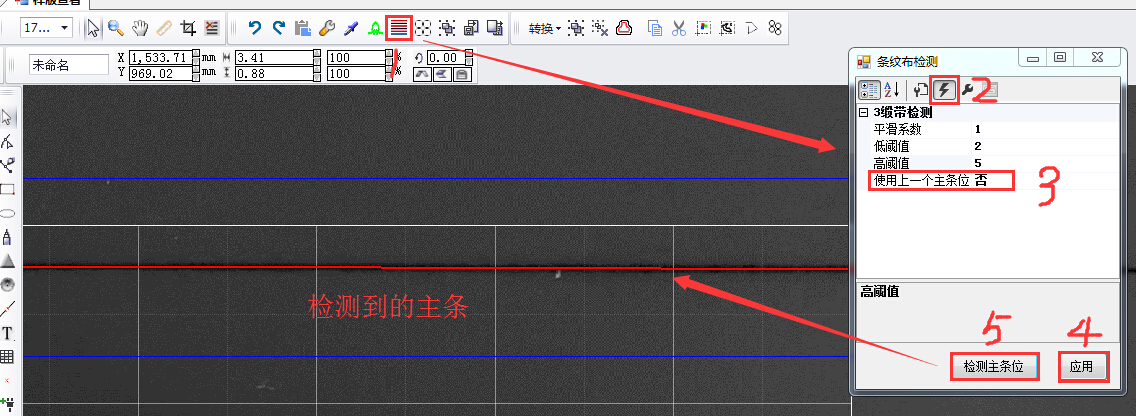 样版查看
17...
转换
未命名
X 1,533.71 mm 3.41 100 % 0.00
Y 969.02 mm 0.88 100 %
条纹布检测
2
3缎带检测
平滑系数 1
低阈值 2
高阈值 5
使用上一个主条位 否
3
检测到的主条
高阈值
5
4
检测主条位
应用